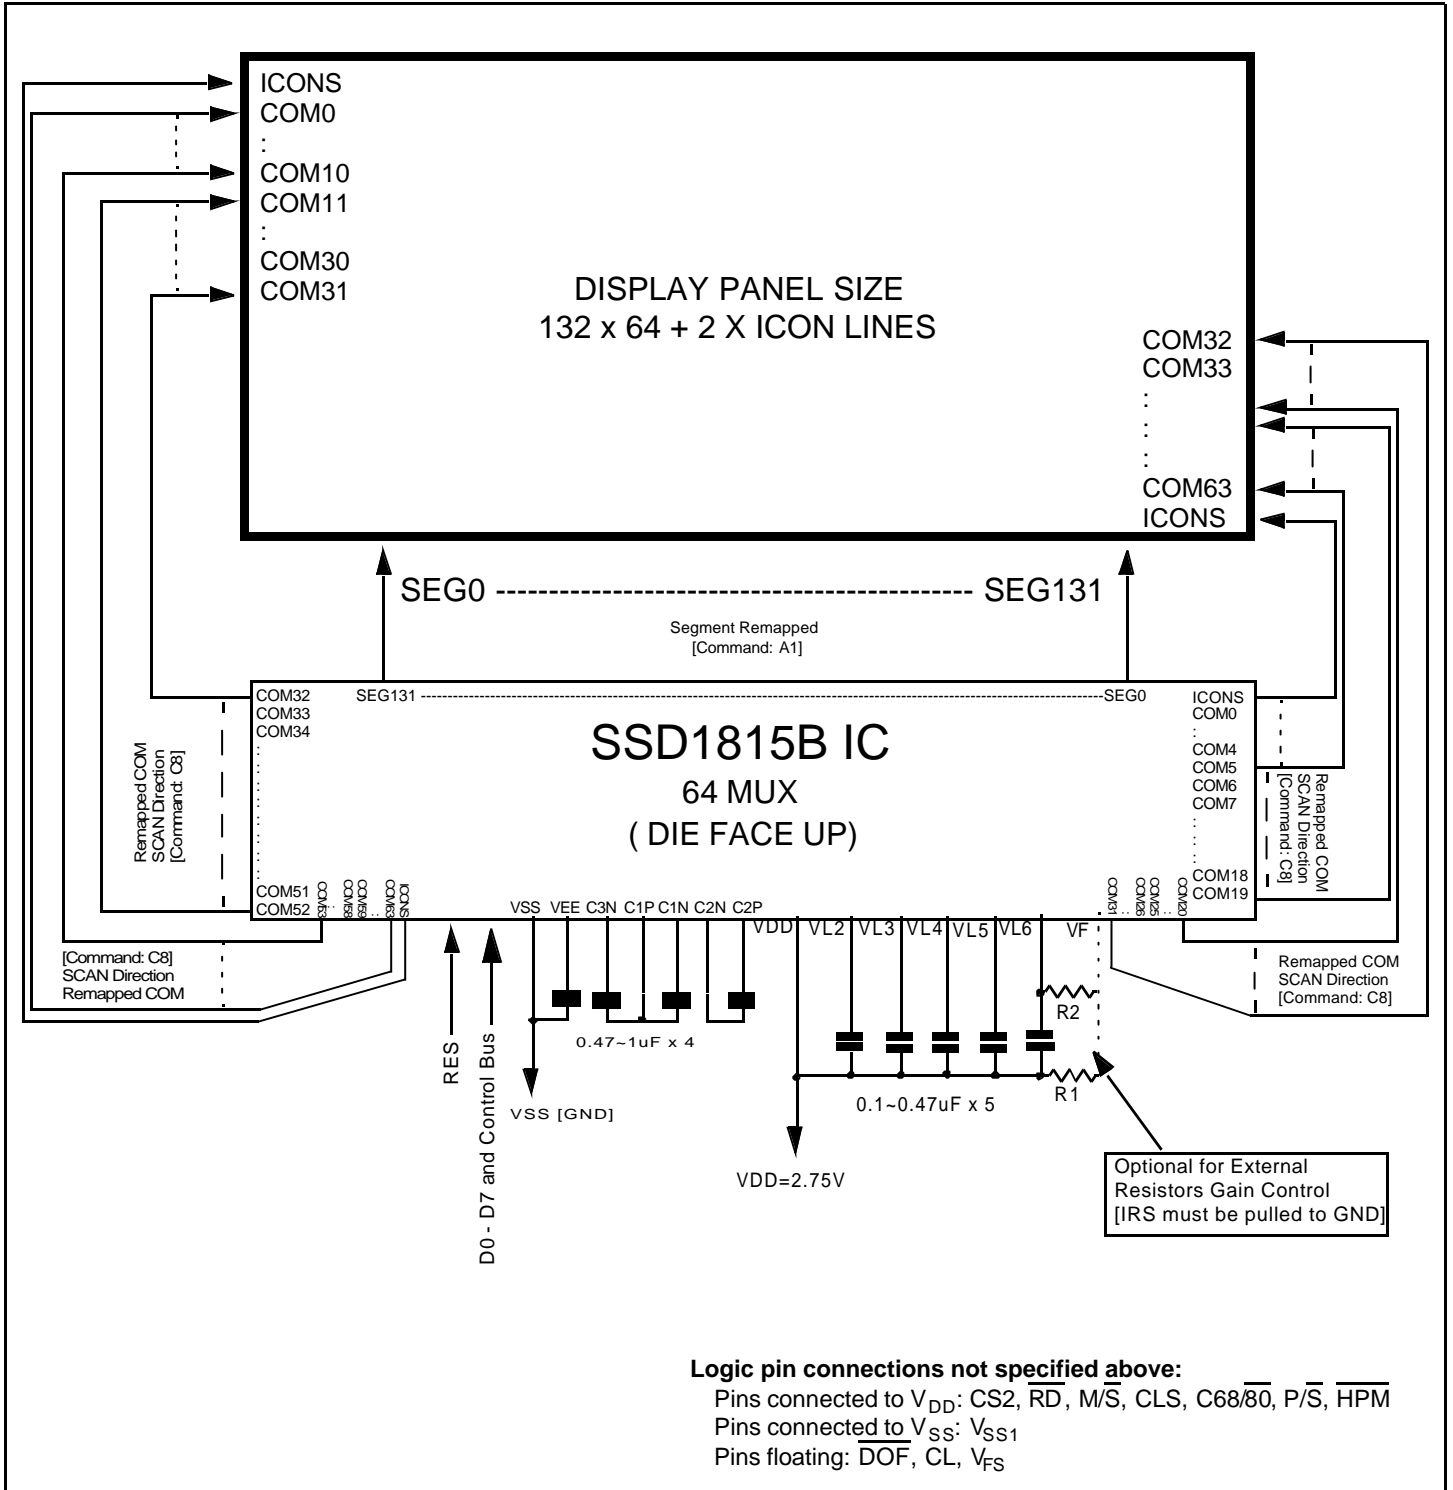 ICONS
COM0
:
COM10
COM11
:
COM30
COM31
DISPLAY PANEL SIZE
132 x 64 + 2 X ICON LINES
COM32
COM33
:
:
:
COM63
ICONS
SEG0 ------------------------------------------- SEG131
Segment Remapped
[Command: A1]
COM32
COM33
COM34
:
:
:
:
:
:
:
:
COM51
COM52
SEG131 ------------------------------------------- SEG0
SSD1815B IC
64 MUX
( DIE FACE UP)
ICONS
COM0
:
COM4
COM5
COM6
COM7
:
:
:
COM18
COM19
Remapped COM
SCAN Direction
[Command: C8]
Remapped COM
SCAN Direction
[Command: C8]
COM53
:
COM58
COM59
:
COM63
ICONS
VSS VEE C3N C1P C1N C2N C2P
VDD VL2 VL3 VL4 VL5 VL6 VF
COM31
:
COM26
COM25
:
COM20
[Command: C8]
SCAN Direction
Remapped COM
Remapped COM
SCAN Direction
[Command: C8]
RES
D0 - D7 and Control Bus
0.47~1uF x 4
VSS [GND]
R2
R1
0.1~0.47uF x 5
VDD=2.75V
Optional for External
Resistors Gain Control
[IRS must be pulled to GND]
Logic pin connections not specified above:
Pins connected to VDD: CS2, R̅D̅, M/S̅, CLS, C68/8̅0̅, P/S̅, H̅P̅M̅
Pins connected to VSS: VSS1
Pins floating: D̅O̅F̅, CL, VFS